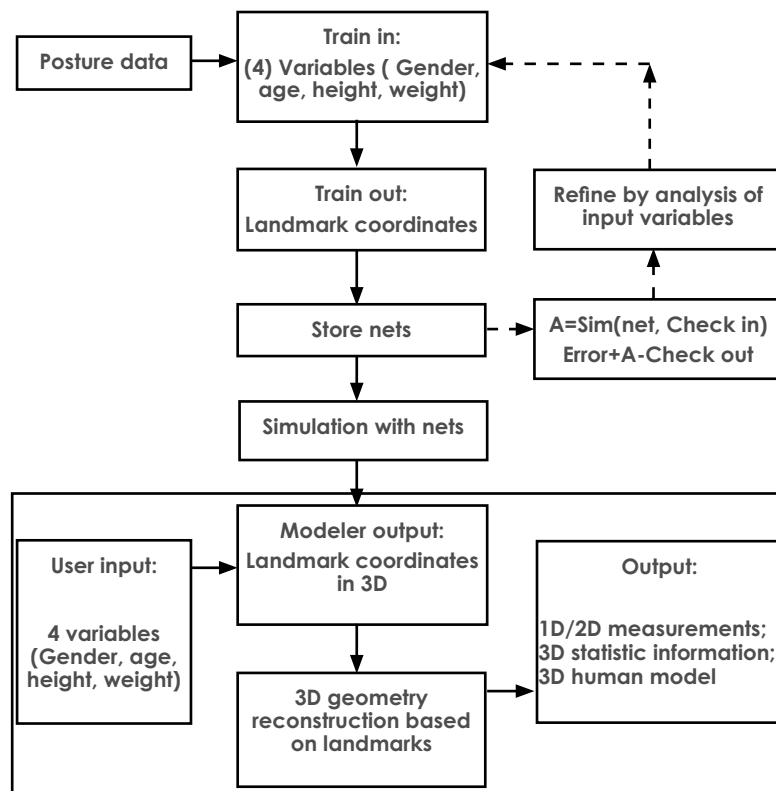 Posture data
Train in:
(4) Variables ( Gender,
age, height, weight)
Train out:
Landmark coordinates
Refine by analysis of
input variables
Store nets
A=Sim(net, Check in)
Error+A-Check out
Simulation with nets
User input:
4 variables
(Gender, age,
height, weight)
Modeler output:
Landmark coordinates
in 3D
3D geometry
reconstruction based
on landmarks
Output:
1D/2D measurements;
3D statistic information;
3D human model